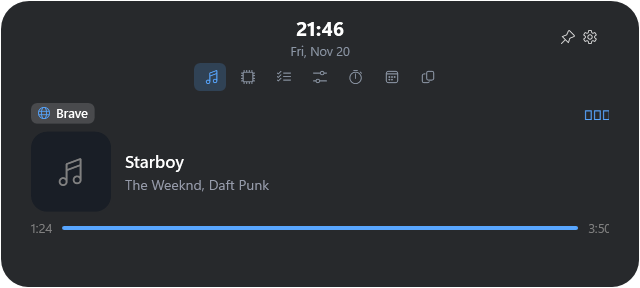 21:46
Fri, Nov 20
Brave
Starboy
The Weeknd, Daft Punk
1:24
3:50